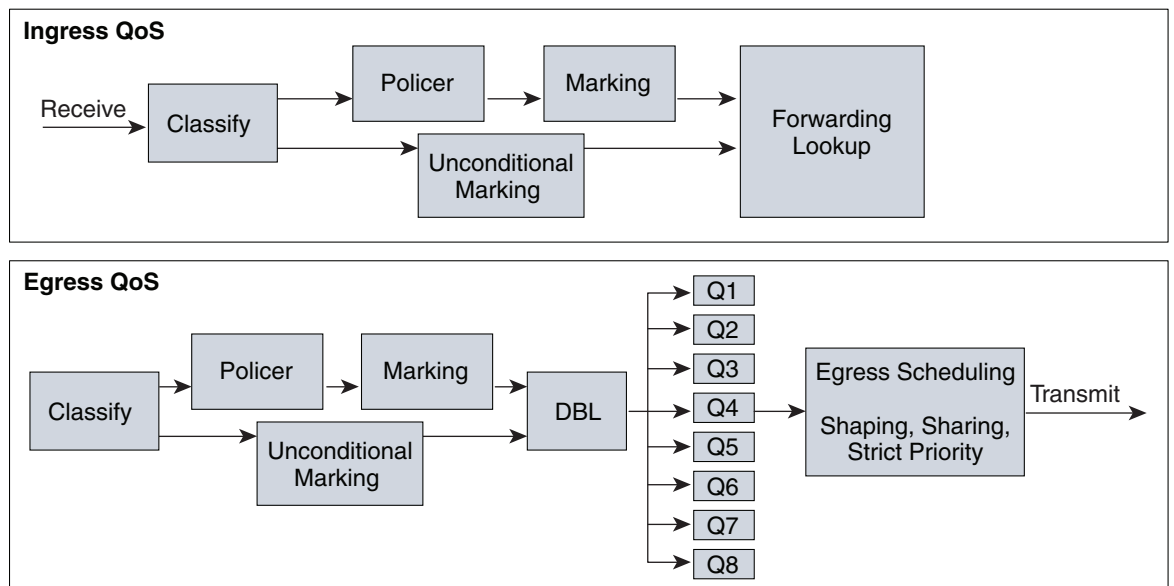 Ingress QoS
Receive
Classify
Policer
Marking
Unconditional
Marking
Forwarding
Lookup
Egress QoS
Classify
Policer
Marking
Unconditional
Marking
DBL
Q1
Q2
Q3
Q4
Q5
Q6
Q7
Q8
Egress Scheduling
Shaping, Sharing,
Strict Priority
Transmit